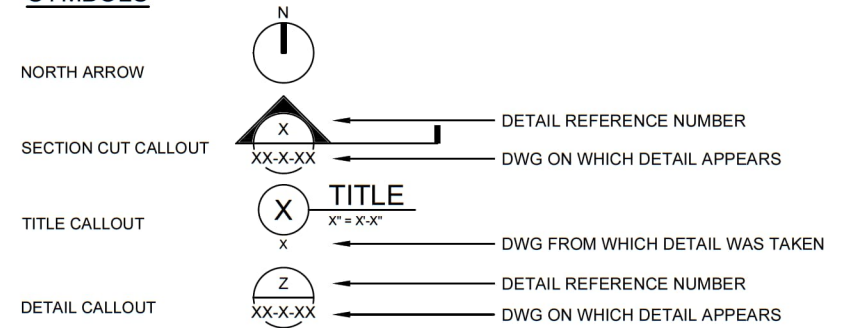 SYMBOLS
N
NORTH ARROW
SECTION CUT CALLOUT
X
XX-X-XX
DETAIL REFERENCE NUMBER
DWG ON WHICH DETAIL APPEARS
TITLE CALLOUT
X
TITLE
X" = X'-X"
X
DWG FROM WHICH DETAIL WAS TAKEN
DETAIL CALLOUT
Z
XX-X-XX
DETAIL REFERENCE NUMBER
DWG ON WHICH DETAIL APPEARS